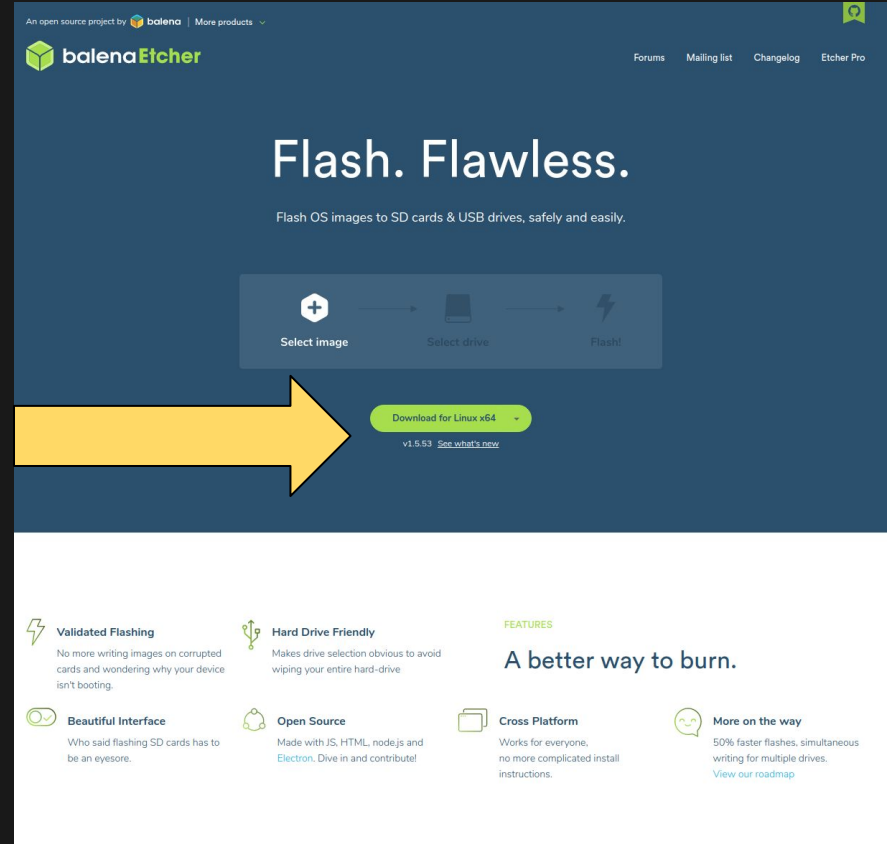 An open source project by balena | More products
balenaEtcher
Forums Mailing list Changelog Etcher Pro
Flash. Flawless.
Flash OS images to SD cards & USB drives, safely and easily.
Select image Select drive Flash!
Download for Linux x64
v1.5.53 See what's new
Validated Flashing
No more writing images on corrupted
cards and wondering why your device
isn't booting.
Hard Drive Friendly
Makes drive selection obvious to avoid
wiping your entire hard-drive
FEATURES
A better way to burn.
Beautiful Interface
Who said flashing SD cards has to
be an eyesore.
Open Source
Made with JS, HTML, node.js and
Electron. Dive in and contribute!
Cross Platform
Works for everyone,
no more complicated install
instructions.
More on the way
50% faster flashes, simultaneous
writing for multiple drives.
View our roadmap